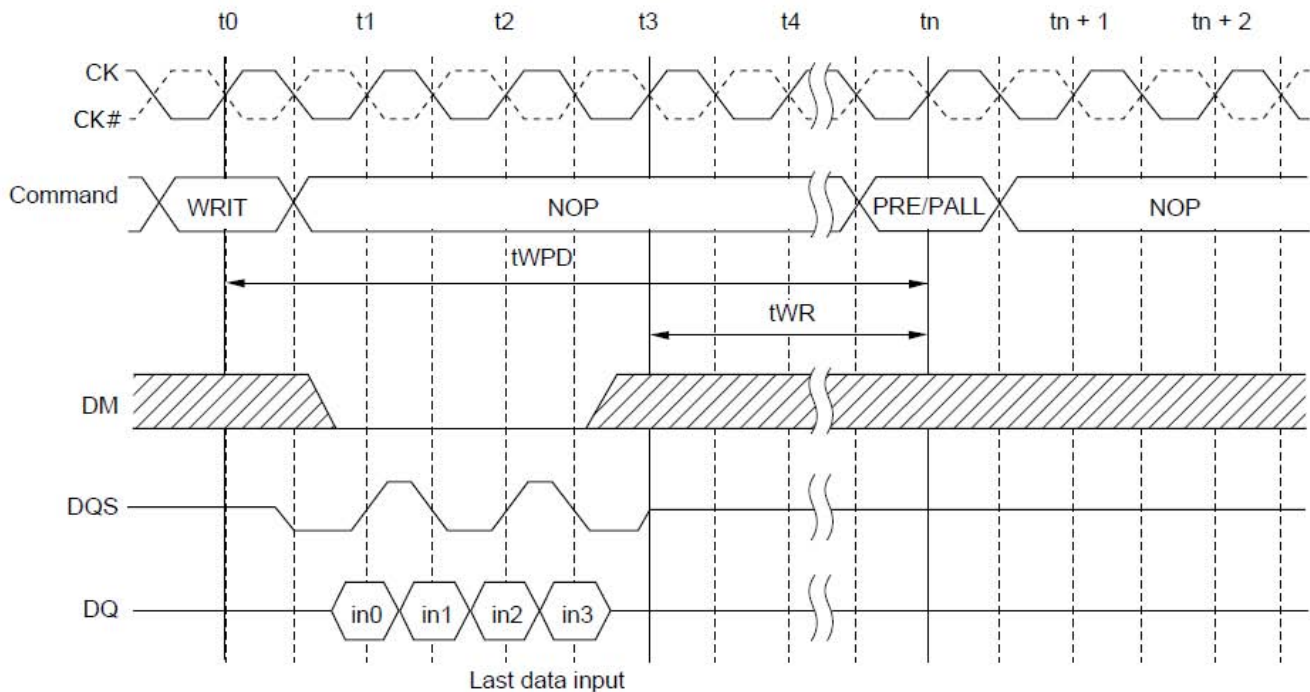 t0 t1 t2 t3 t4 tn tn + 1 tn + 2
CK
CK#
Command WRIT NOP PRE/PALL NOP
tWPD
tWR
DM
DQS
DQ in0 in1 in2 in3
Last data input